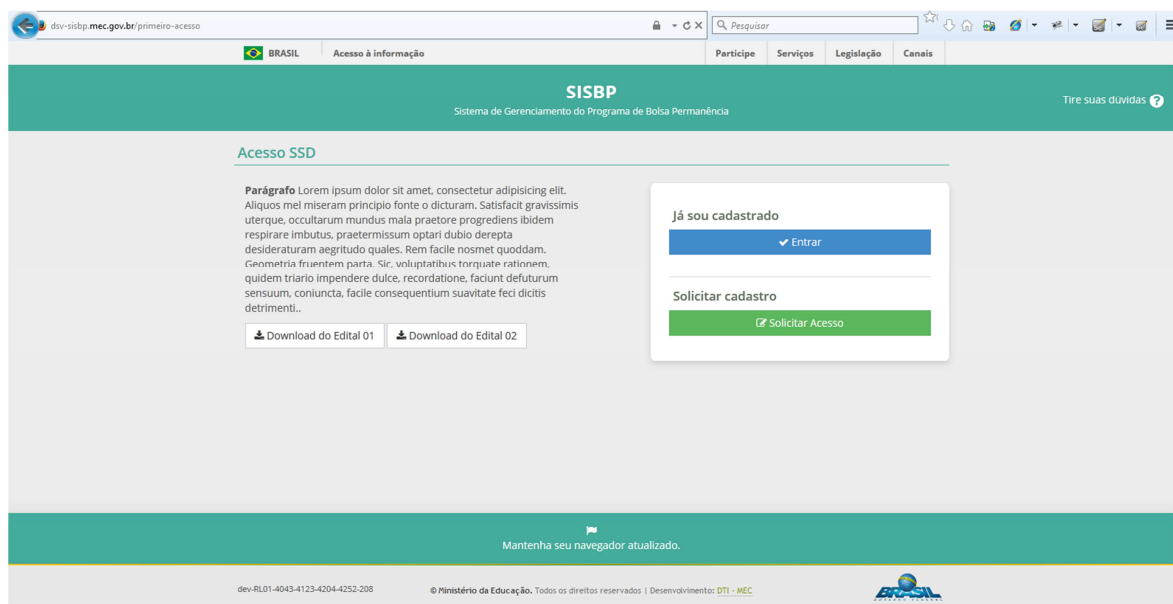 dsv-sisbp.mec.gov.br/primeiro-acesso
Pesquisar
BRASIL Acesso à informação Participe Serviços Legislação Canais
SISBP
Sistema de Gerenciamento do Programa de Bolsa Permanência
Tire suas dúvidas ?
Acesso SSD
Parágrafo Lorem ipsum dolor sit amet, consectetur adipisicing elit.
Aliquos mel miseram principio fonte o dicturam. Satisfacit gravissimis
uterque, occultarum mundus mala praetore progrediens ibidem
respirare imbutus, praetermissum optari dubio derepta
desideraturam aegritudo quales. Rem facile nosmet quoddam.
Geometria fruentem parta. Sic, voluptatibus torquate rationem,
quidem triario impendere dulce, recordatione, faciunt defuturum
sensuum, coniuncta, facile consequentium suavitate feci dicitis
detrimenti..
Download do Edital 01 Download do Edital 02
Já sou cadastrado
Entrar
Solicitar cadastro
Solicitar Acesso
Mantenha seu navegador atualizado.
dev-RL01-4043-4123-4204-4252-208
© Ministério da Educação. Todos os direitos reservados | Desenvolvimento: DTI - MEC
BRASIL
GOVERNO FEDERAL